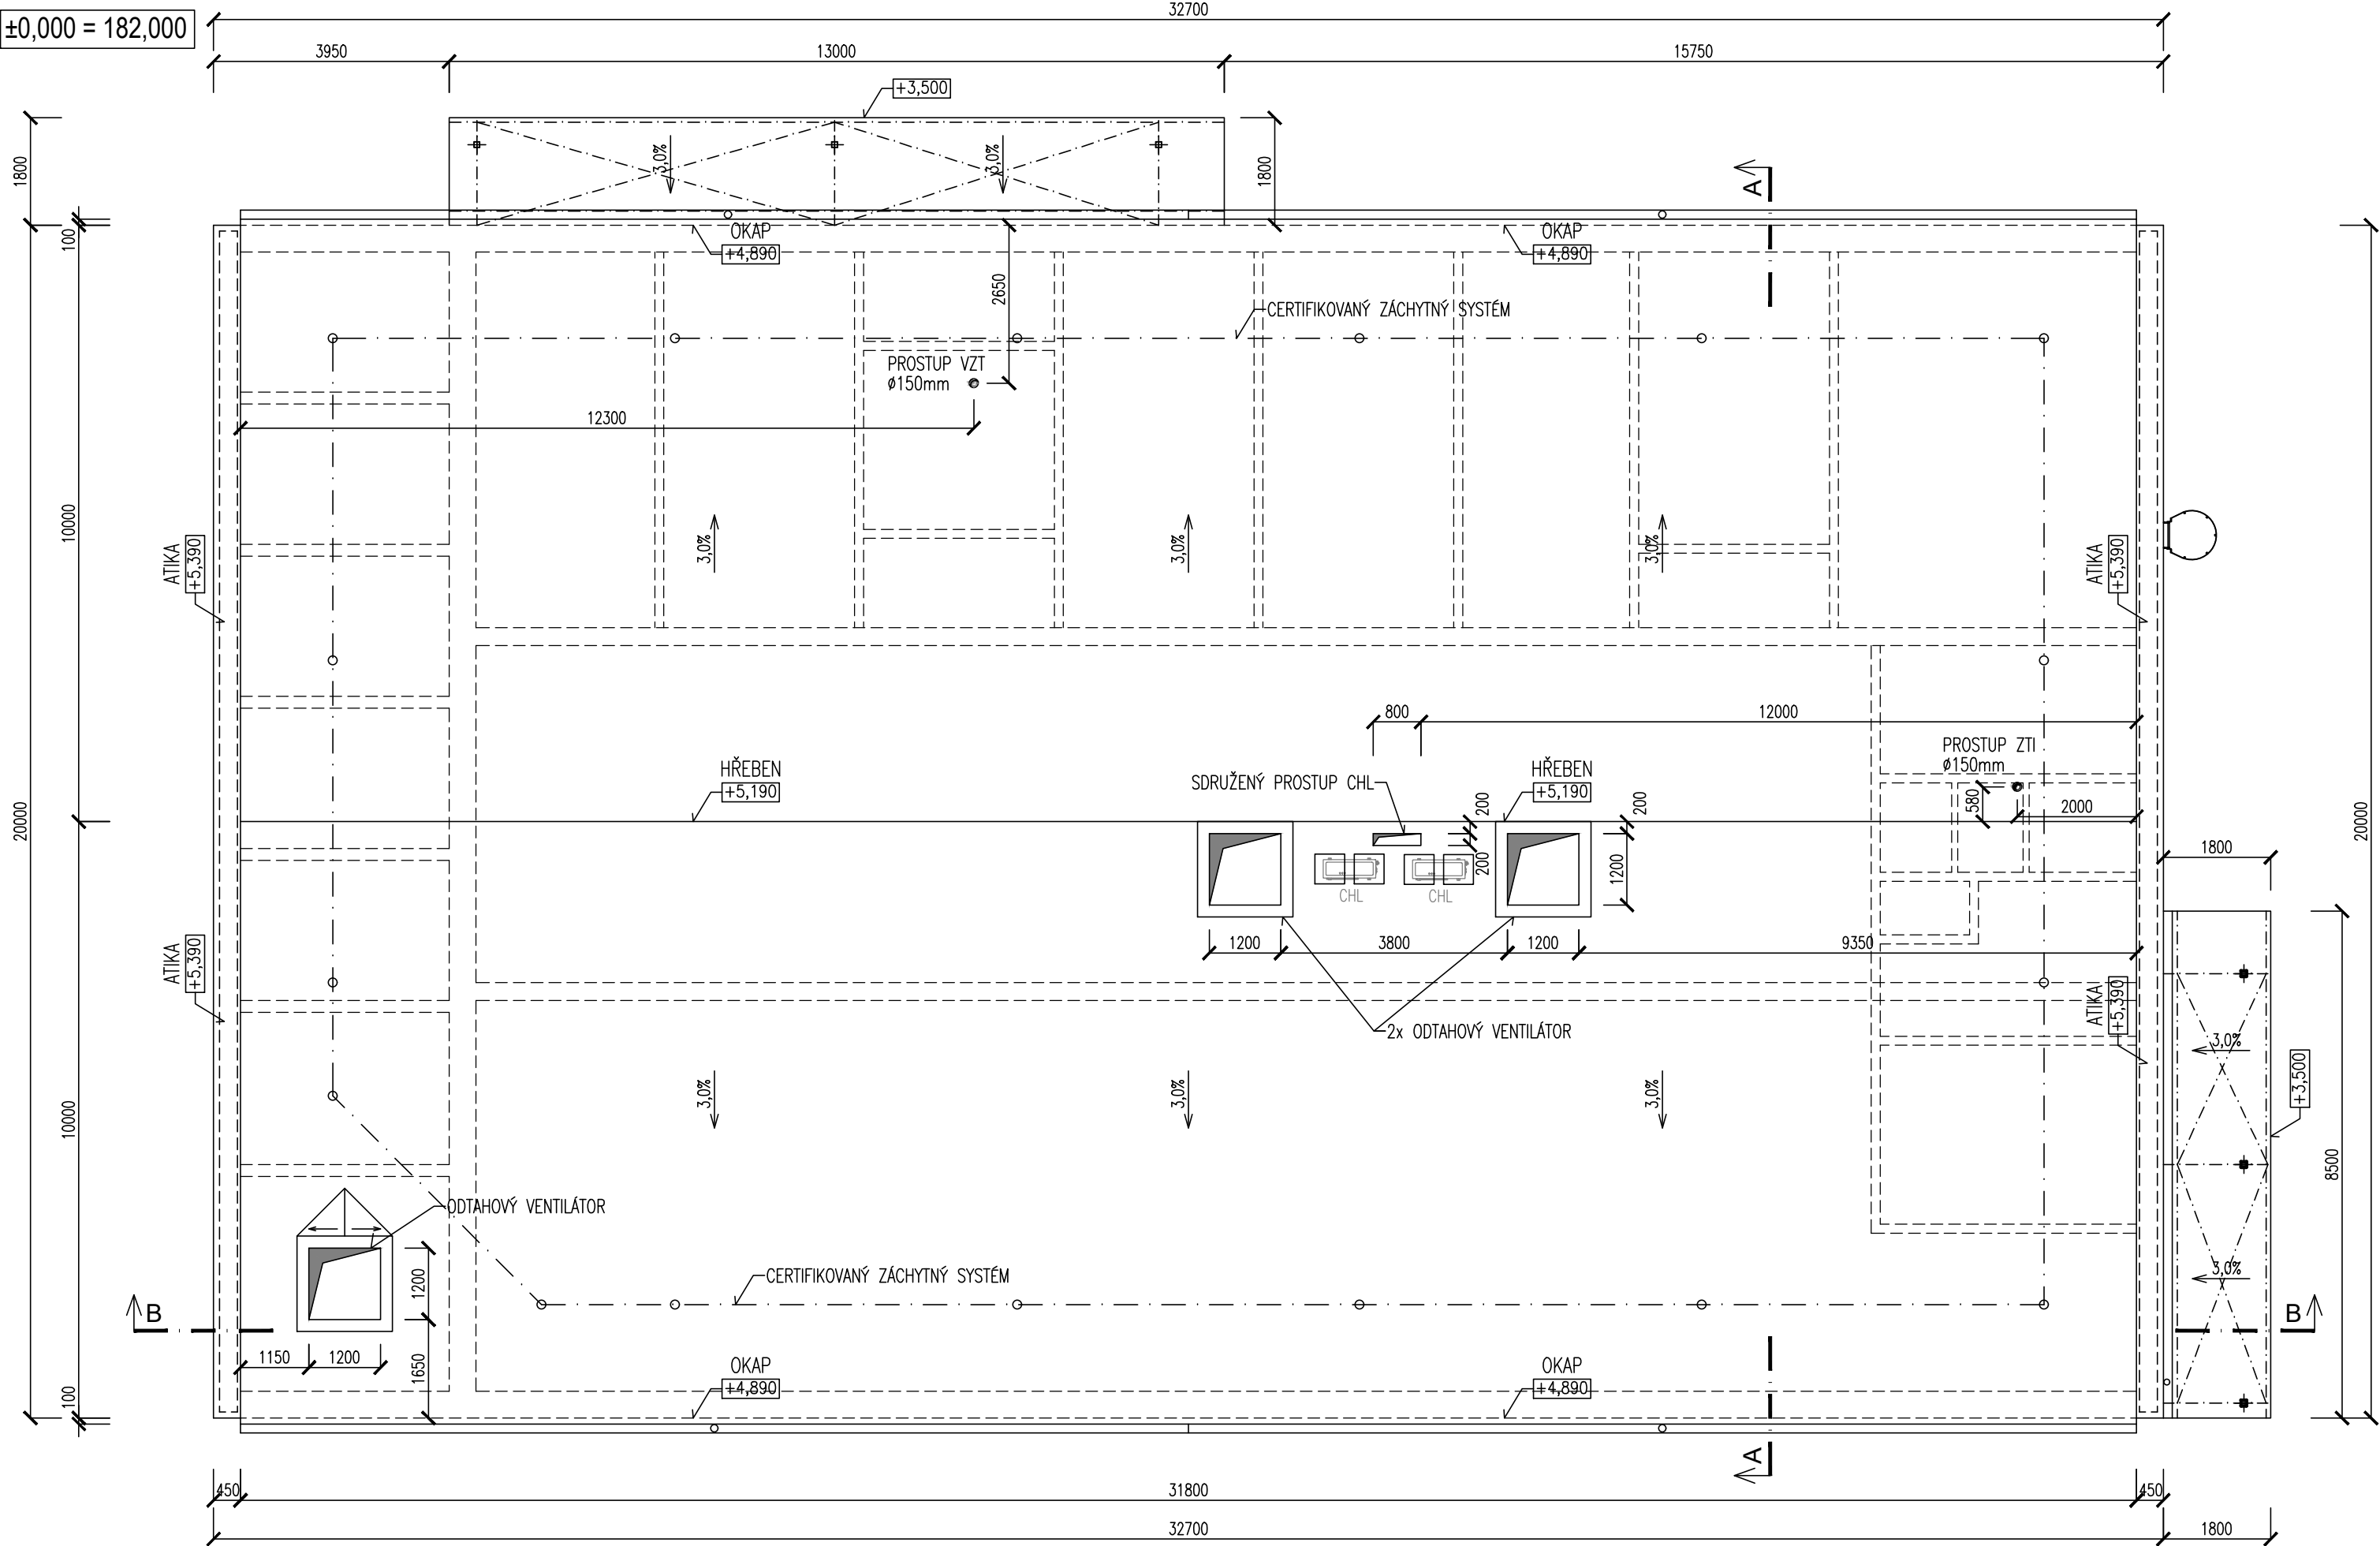 ±0,000 = 182,000
32700
3950
13000
15750
+3,500
1800
3,0%
3,0%
1800
A
100
OKAP
+4,890
OKAP
+4,890
2650
CERTIFIKOVANÝ ZÁCHYTNÝ SYSTÉM
PROSTUP VZT
ø150mm
12300
10000
ATIKA
+5,390
3,0%
3,0%
3,0%
ATIKA
+5,390
800
12000
PROSTUP ZTI
ø150mm
HŘEBEN
+5,190
SDRUŽENÝ PROSTUP CHL
HŘEBEN
+5,190
200
200
580
2000
20000
20000
200
1200
CHL
CHL
1800
ATIKA
+5,390
1200
3800
1200
9350
ATIKA
+5,390
2x ODTAHOVÝ VENTILÁTOR
3,0%
3,0%
3,0%
3,0%
+3,500
10000
8500
ODTAHOVÝ VENTILÁTOR
CERTIFIKOVANÝ ZÁCHYTNÝ SYSTÉM
3,0%
1200
B
B
1150
1200
1650
OKAP
+4,890
OKAP
+4,890
100
A
450
31800
450
32700
1800